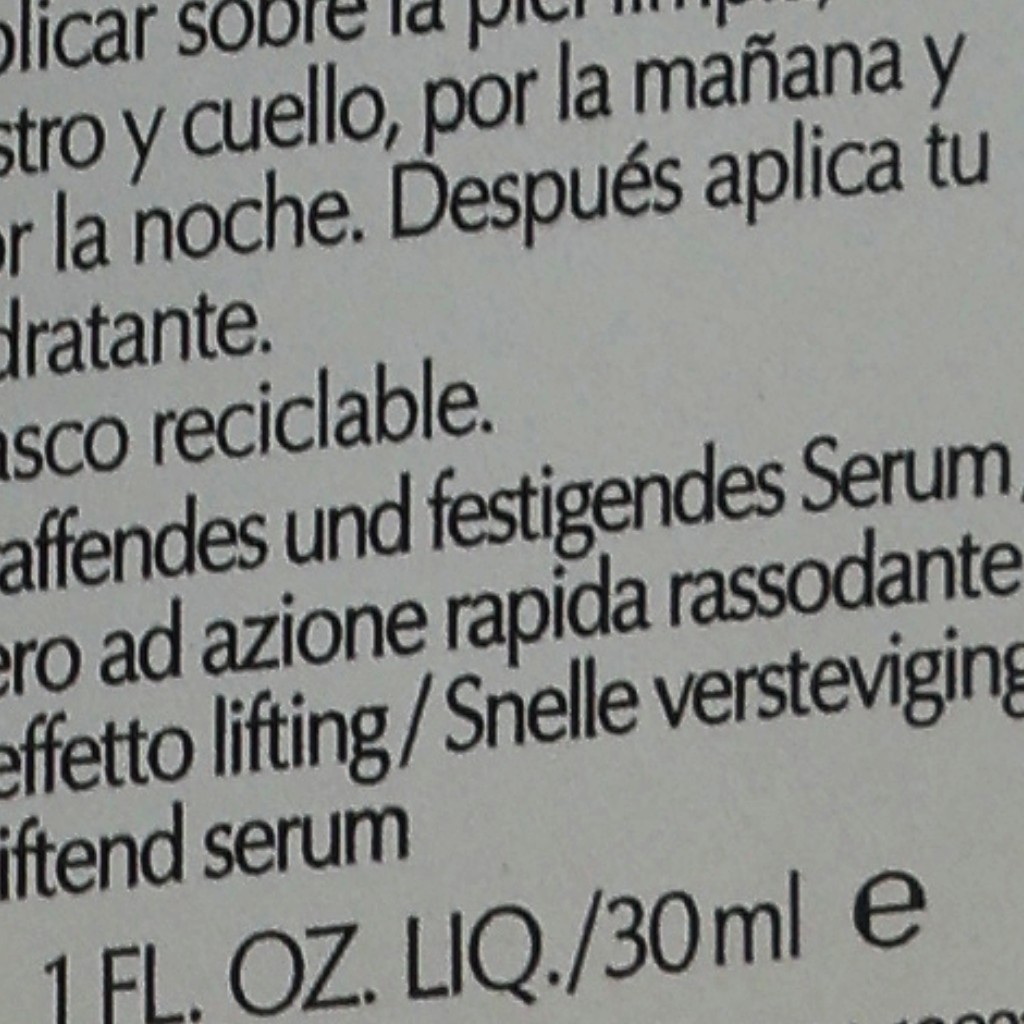 plicar sobre la piel limpia,
stro y cuello, por la mañana y
or la noche. Después aplica tu
dratante.
asco reciclable.
affendes und festigendes Serum
ero ad azione rapida rassodante
effetto lifting / Snelle versteviging
iftend serum
1 FL. OZ. LIQ./30 ml e